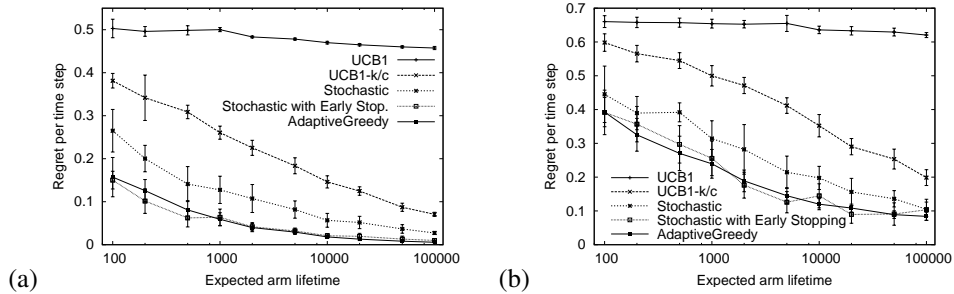 0.5
0.4
0.3
0.2
0.1
0
100
1000
10000
100000
Regret per time step
Expected arm lifetime
UCB1
UCB1-k/c
Stochastic
Stochastic with Early Stop.
AdaptiveGreedy
(a)
0.7
0.6
0.5
0.4
0.3
0.2
0.1
0
100
1000
10000
100000
Regret per time step
Expected arm lifetime
UCB1
UCB1-k/c
Stochastic
Stochastic with Early Stopping
AdaptiveGreedy
(b)